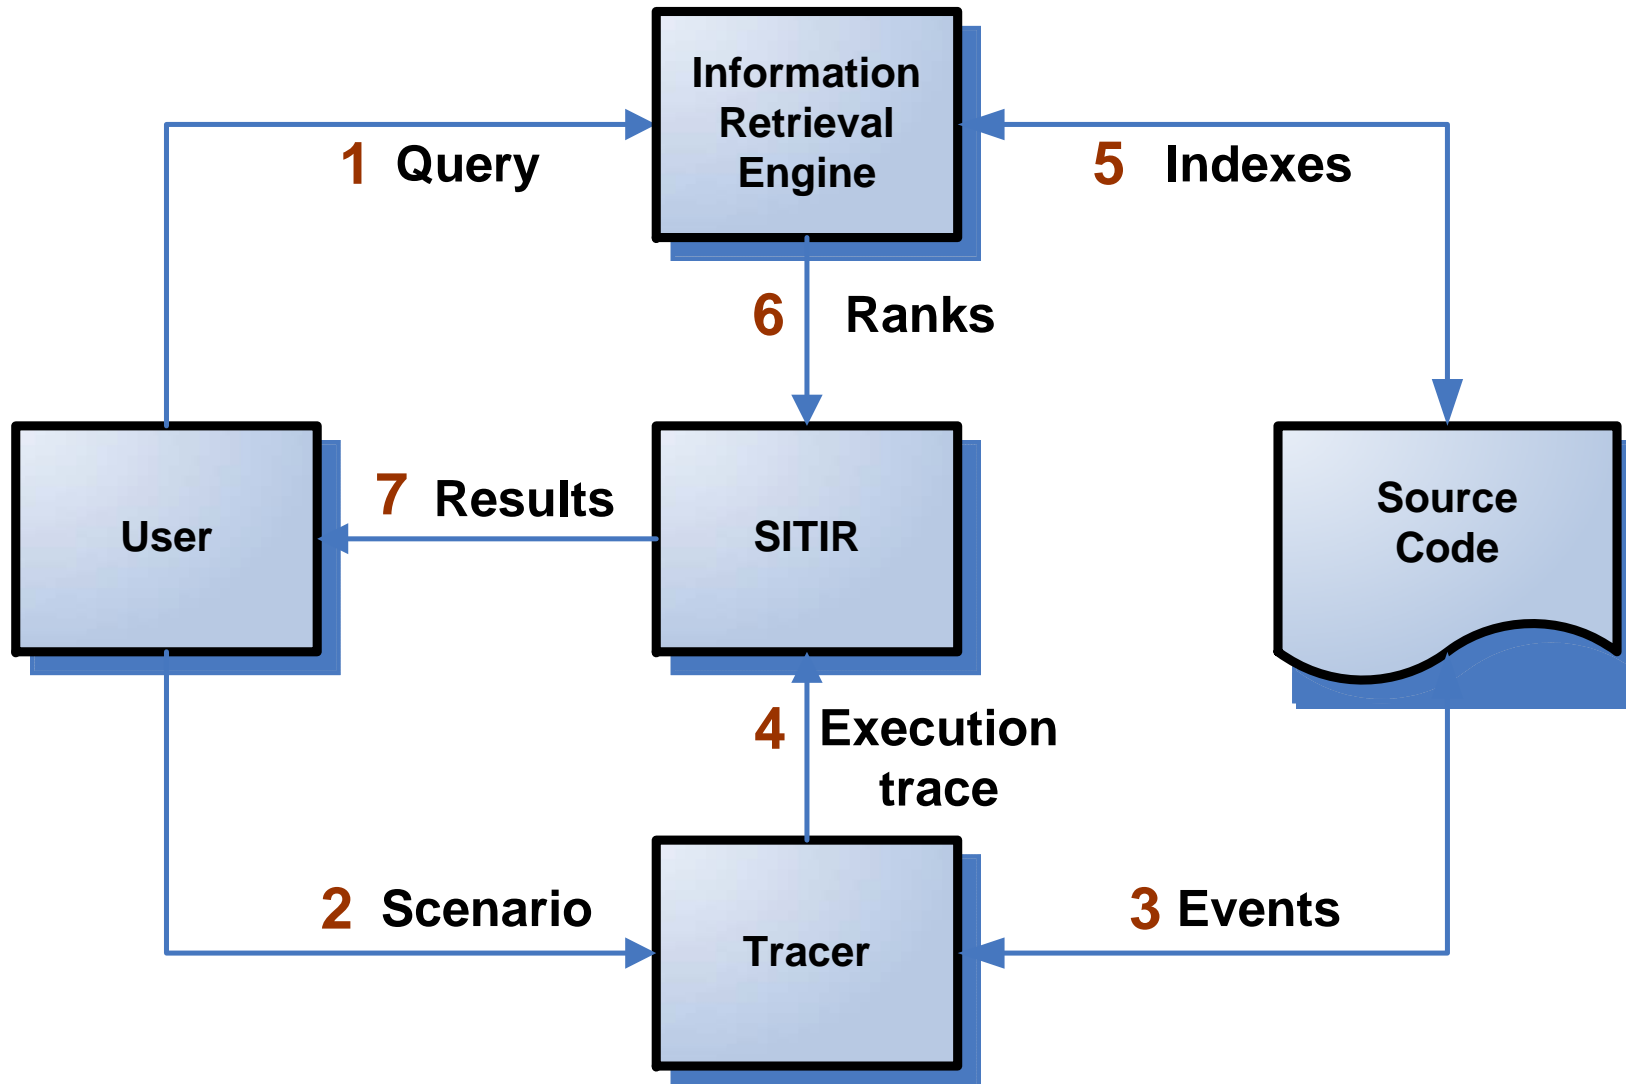 Information
Retrieval
Engine
1 Query
5 Indexes
6 Ranks
User
7 Results
SITIR
Source
Code
4 Execution
trace
2 Scenario
Tracer
3 Events